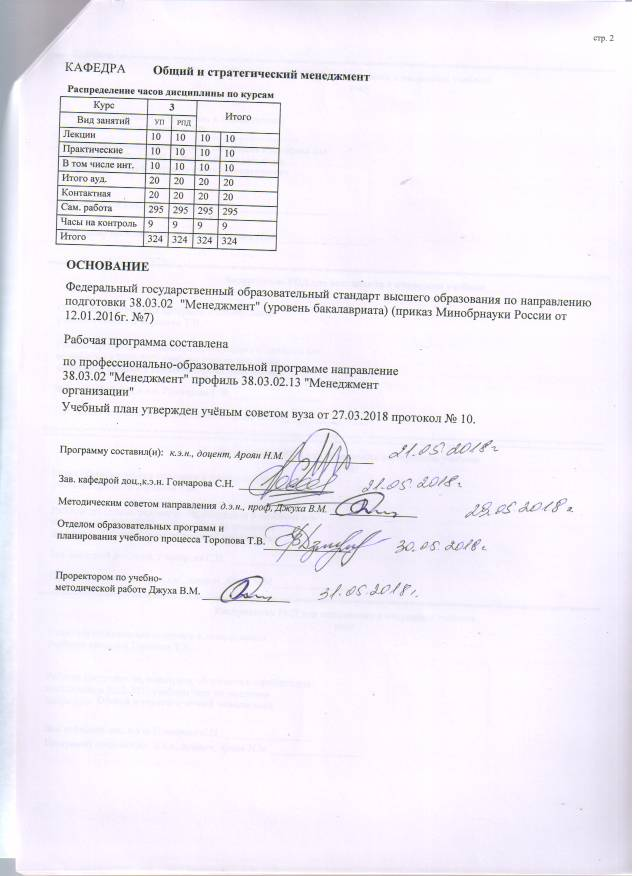 стр. 2
КАФЕДРА Общий и стратегический менеджмент
Распределение часов дисциплины по курсам
Курс 3 Итого
Вид занятий УП РПД
Лекции 10 10 10 10
Практические 10 10 10 10
В том числе инт. 10 10 10 10
Итого ауд. 20 20 20 20
Контактная 20 20 20 20
Сам. работа 295 295 295 295
Часы на контроль 9 9 9 9
Итого 324 324 324 324
ОСНОВАНИЕ
Федеральный государственный образовательный стандарт высшего образования по направлению
подготовки 38.03.02 "Менеджмент" (уровень бакалавриата) (приказ Минобрнауки России от
12.01.2016г. №7)
Рабочая программа составлена
по профессионально-образовательной программе направление
38.03.02 "Менеджмент" профиль 38.03.02.13 "Менеджмент
организации"
Учебный план утвержден учёным советом вуза от 27.03.2018 протокол № 10.
Программу составил(и): к.э.н., доцент, Ароян Н.М. 21.05.2018г
Зав. кафедрой доц.,к.э.н. Гончарова С.Н. 21.05.2018г.
Методическим советом направления д.э.н., проф, Джуха В.М. 29.05.2018г
Отделом образовательных программ и
планирования учебного процесса Торопова Т.В. 30.05.2018г.
Проректором по учебно-
методической работе Джуха В.М. 31.05.2018г.